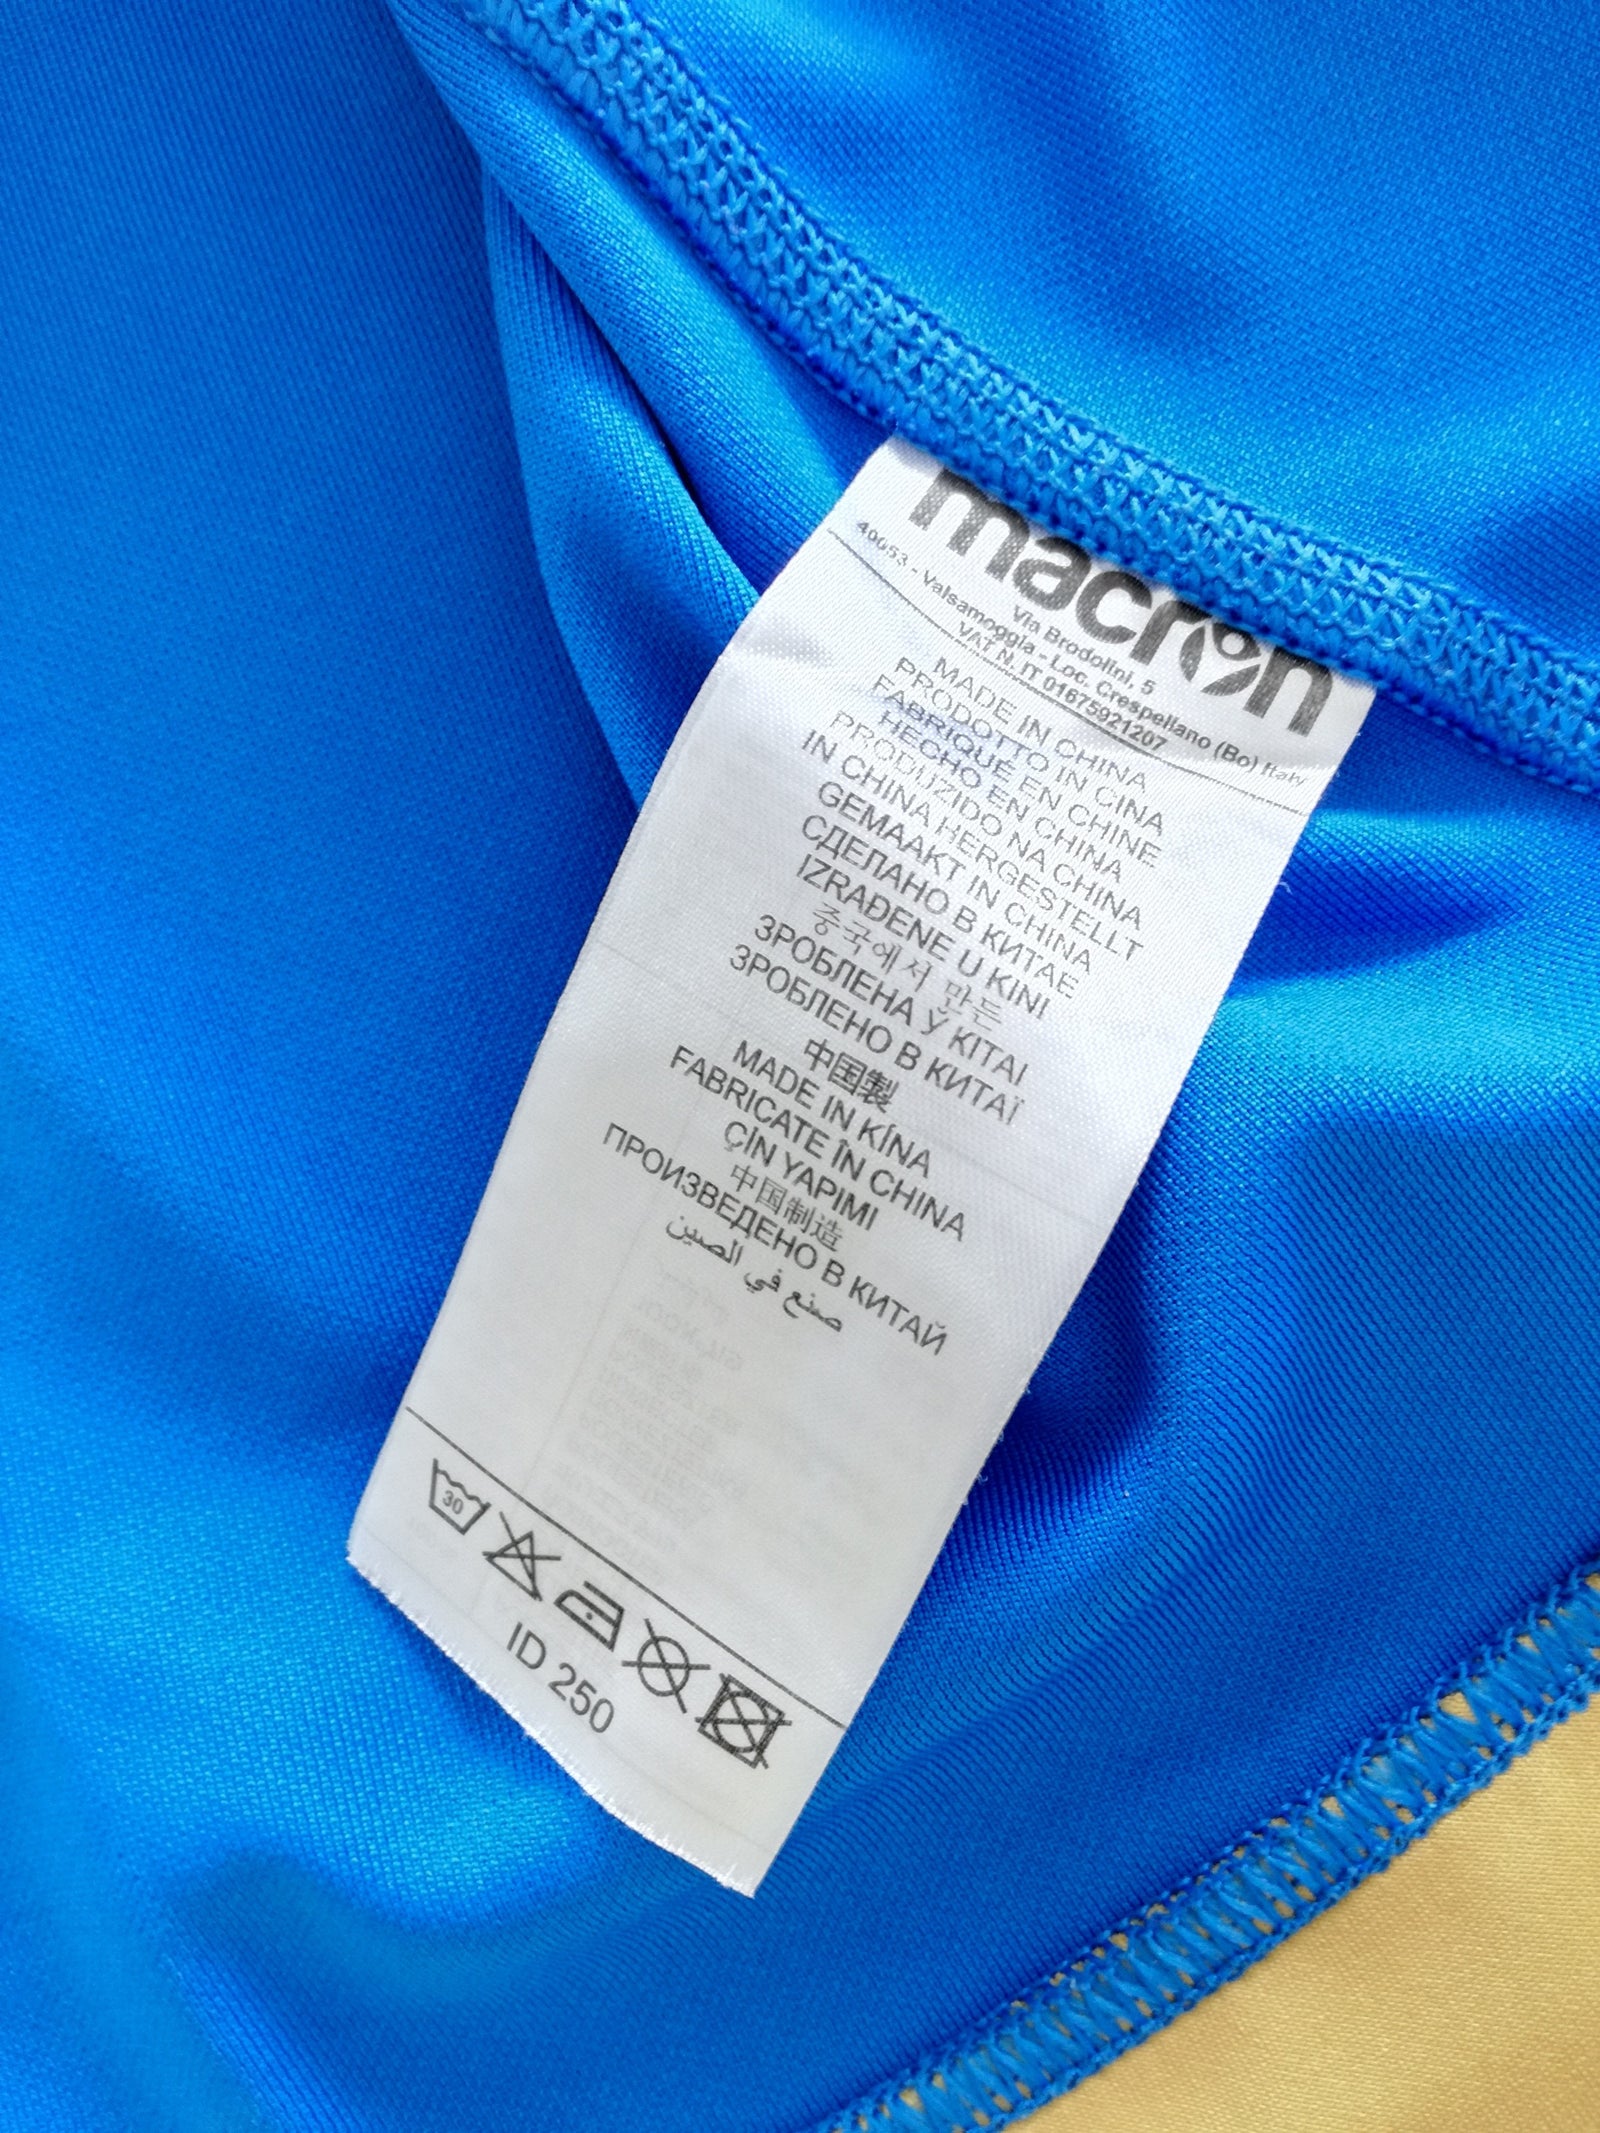 macron
Via Brodolini, 5
40053 - Valsamoggia - Loc. Crespellano (Bo) Italy
VAT N. IT 01675921207
MADE IN CHINA
PRODOTTO IN CINA
FABRIQUÉ EN CHINE
HECHO EN CHINA
PRODUZIDO NA CHINA
IN CHINA HERGESTELLT
GEMAAKT IN CHINA
СДЕЛАНО В КИТАЕ
IZRAĐENE U KINI
중국에서 만든
ЗРОБЛЕНА Ў КІТАІ
ЗРОБЛЕНО В КИТАЇ
中国製
MADE IN KÍNA
FABRICATE ÎN CHINA
ÇİN YAPIMI
中国制造
ПРОИЗВЕДЕНО В КИТАЙ
صنع في الصين
30
ID 250